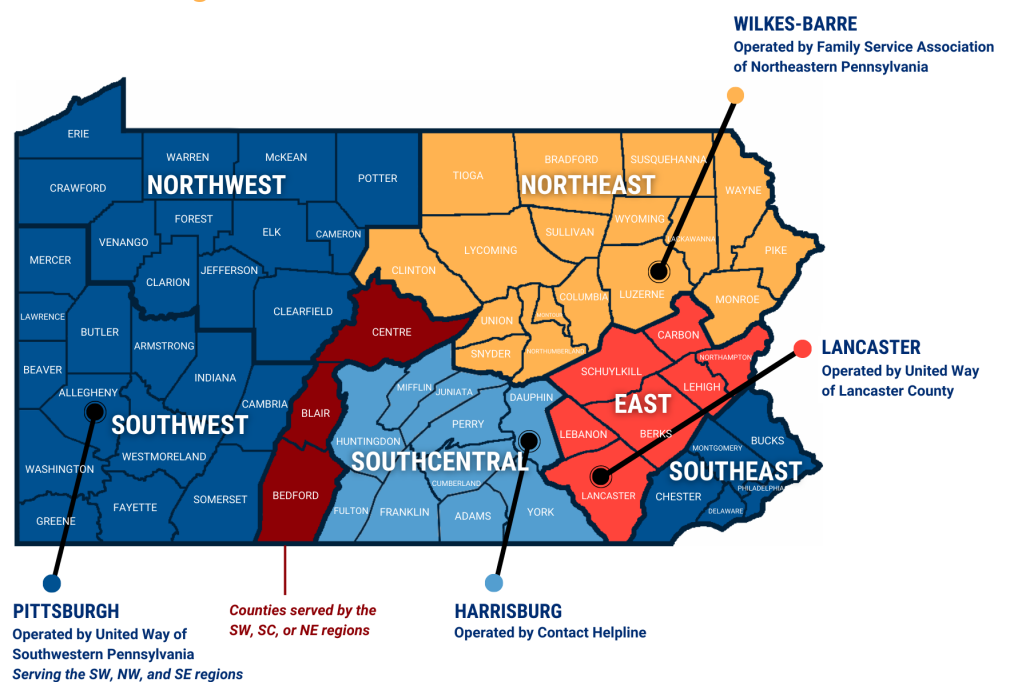 WILKES-BARRE
Operated by Family Service Association
of Northeastern Pennsylvania
ERIE
CRAWFORD
WARREN
McKEAN
POTTER
NORTHWEST
FOREST
VENANGO
ELK
CAMERON
MERCER
CLARION
JEFFERSON
CLEARFIELD
TIOGA
BRADFORD
SUSQUEHANNA
NORTHEAST
WAYNE
WYOMING
LACKAWANNA
SULLIVAN
LYCOMING
PIKE
CLINTON
COLUMBIA
LUZERNE
MONROE
UNION
SNYDER
NORTHUMBERLAND
LAWRENCE
BUTLER
ARMSTRONG
BEAVER
INDIANA
ALLEGHENY
CAMBRIA
SOUTHWEST
WESTMORELAND
WASHINGTON
SOMERSET
FAYETTE
GREENE
CENTRE
BLAIR
BEDFORD
MIFFLIN
JUNIATA
DAUPHIN
PERRY
HUNTINGDON
SOUTHCENTRAL
CUMBERLAND
FULTON
FRANKLIN
ADAMS
YORK
CARBON
NORTHAMPTON
SCHUYLKILL
LEHIGH
EAST
LEBANON
BERKS
LANCASTER
MONTGOMERY
BUCKS
SOUTHEAST
CHESTER
PHILADELPHIA
DELAWARE
LANCASTER
Operated by United Way
of Lancaster County
PITTSBURGH
Operated by United Way of
Southwestern Pennsylvania
Serving the SW, NW, and SE regions
Counties served by the
SW, SC, or NE regions
HARRISBURG
Operated by Contact Helpline